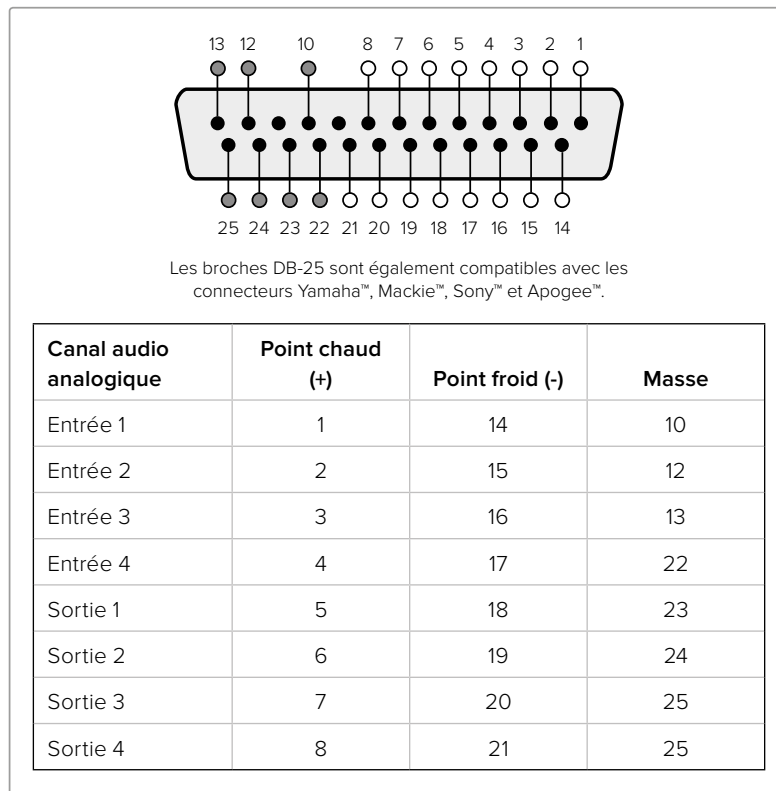 13 12 10 8 7 6 5 4 3 2 1
25 24 23 22 21 20 19 18 17 16 15 14
Les broches DB-25 sont également compatibles avec les
connecteurs Yamaha™, Mackie™, Sony™ et Apogee™.
Canal audio
analogique
Point chaud
(+)
Point froid (-)
Masse
Entrée 1 1 14 10
Entrée 2 2 15 12
Entrée 3 3 16 13
Entrée 4 4 17 22
Sortie 1 5 18 23
Sortie 2 6 19 24
Sortie 3 7 20 25
Sortie 4 8 21 25